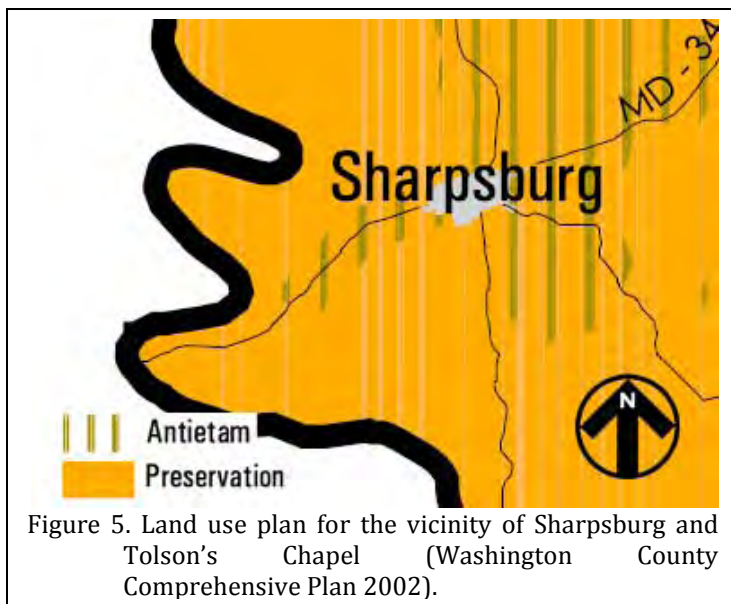 MD - 34
Sharpsburg
N
Antietam
Preservation
Figure 5. Land use plan for the vicinity of Sharpsburg and
Tolson's Chapel (Washington County
Comprehensive Plan 2002).